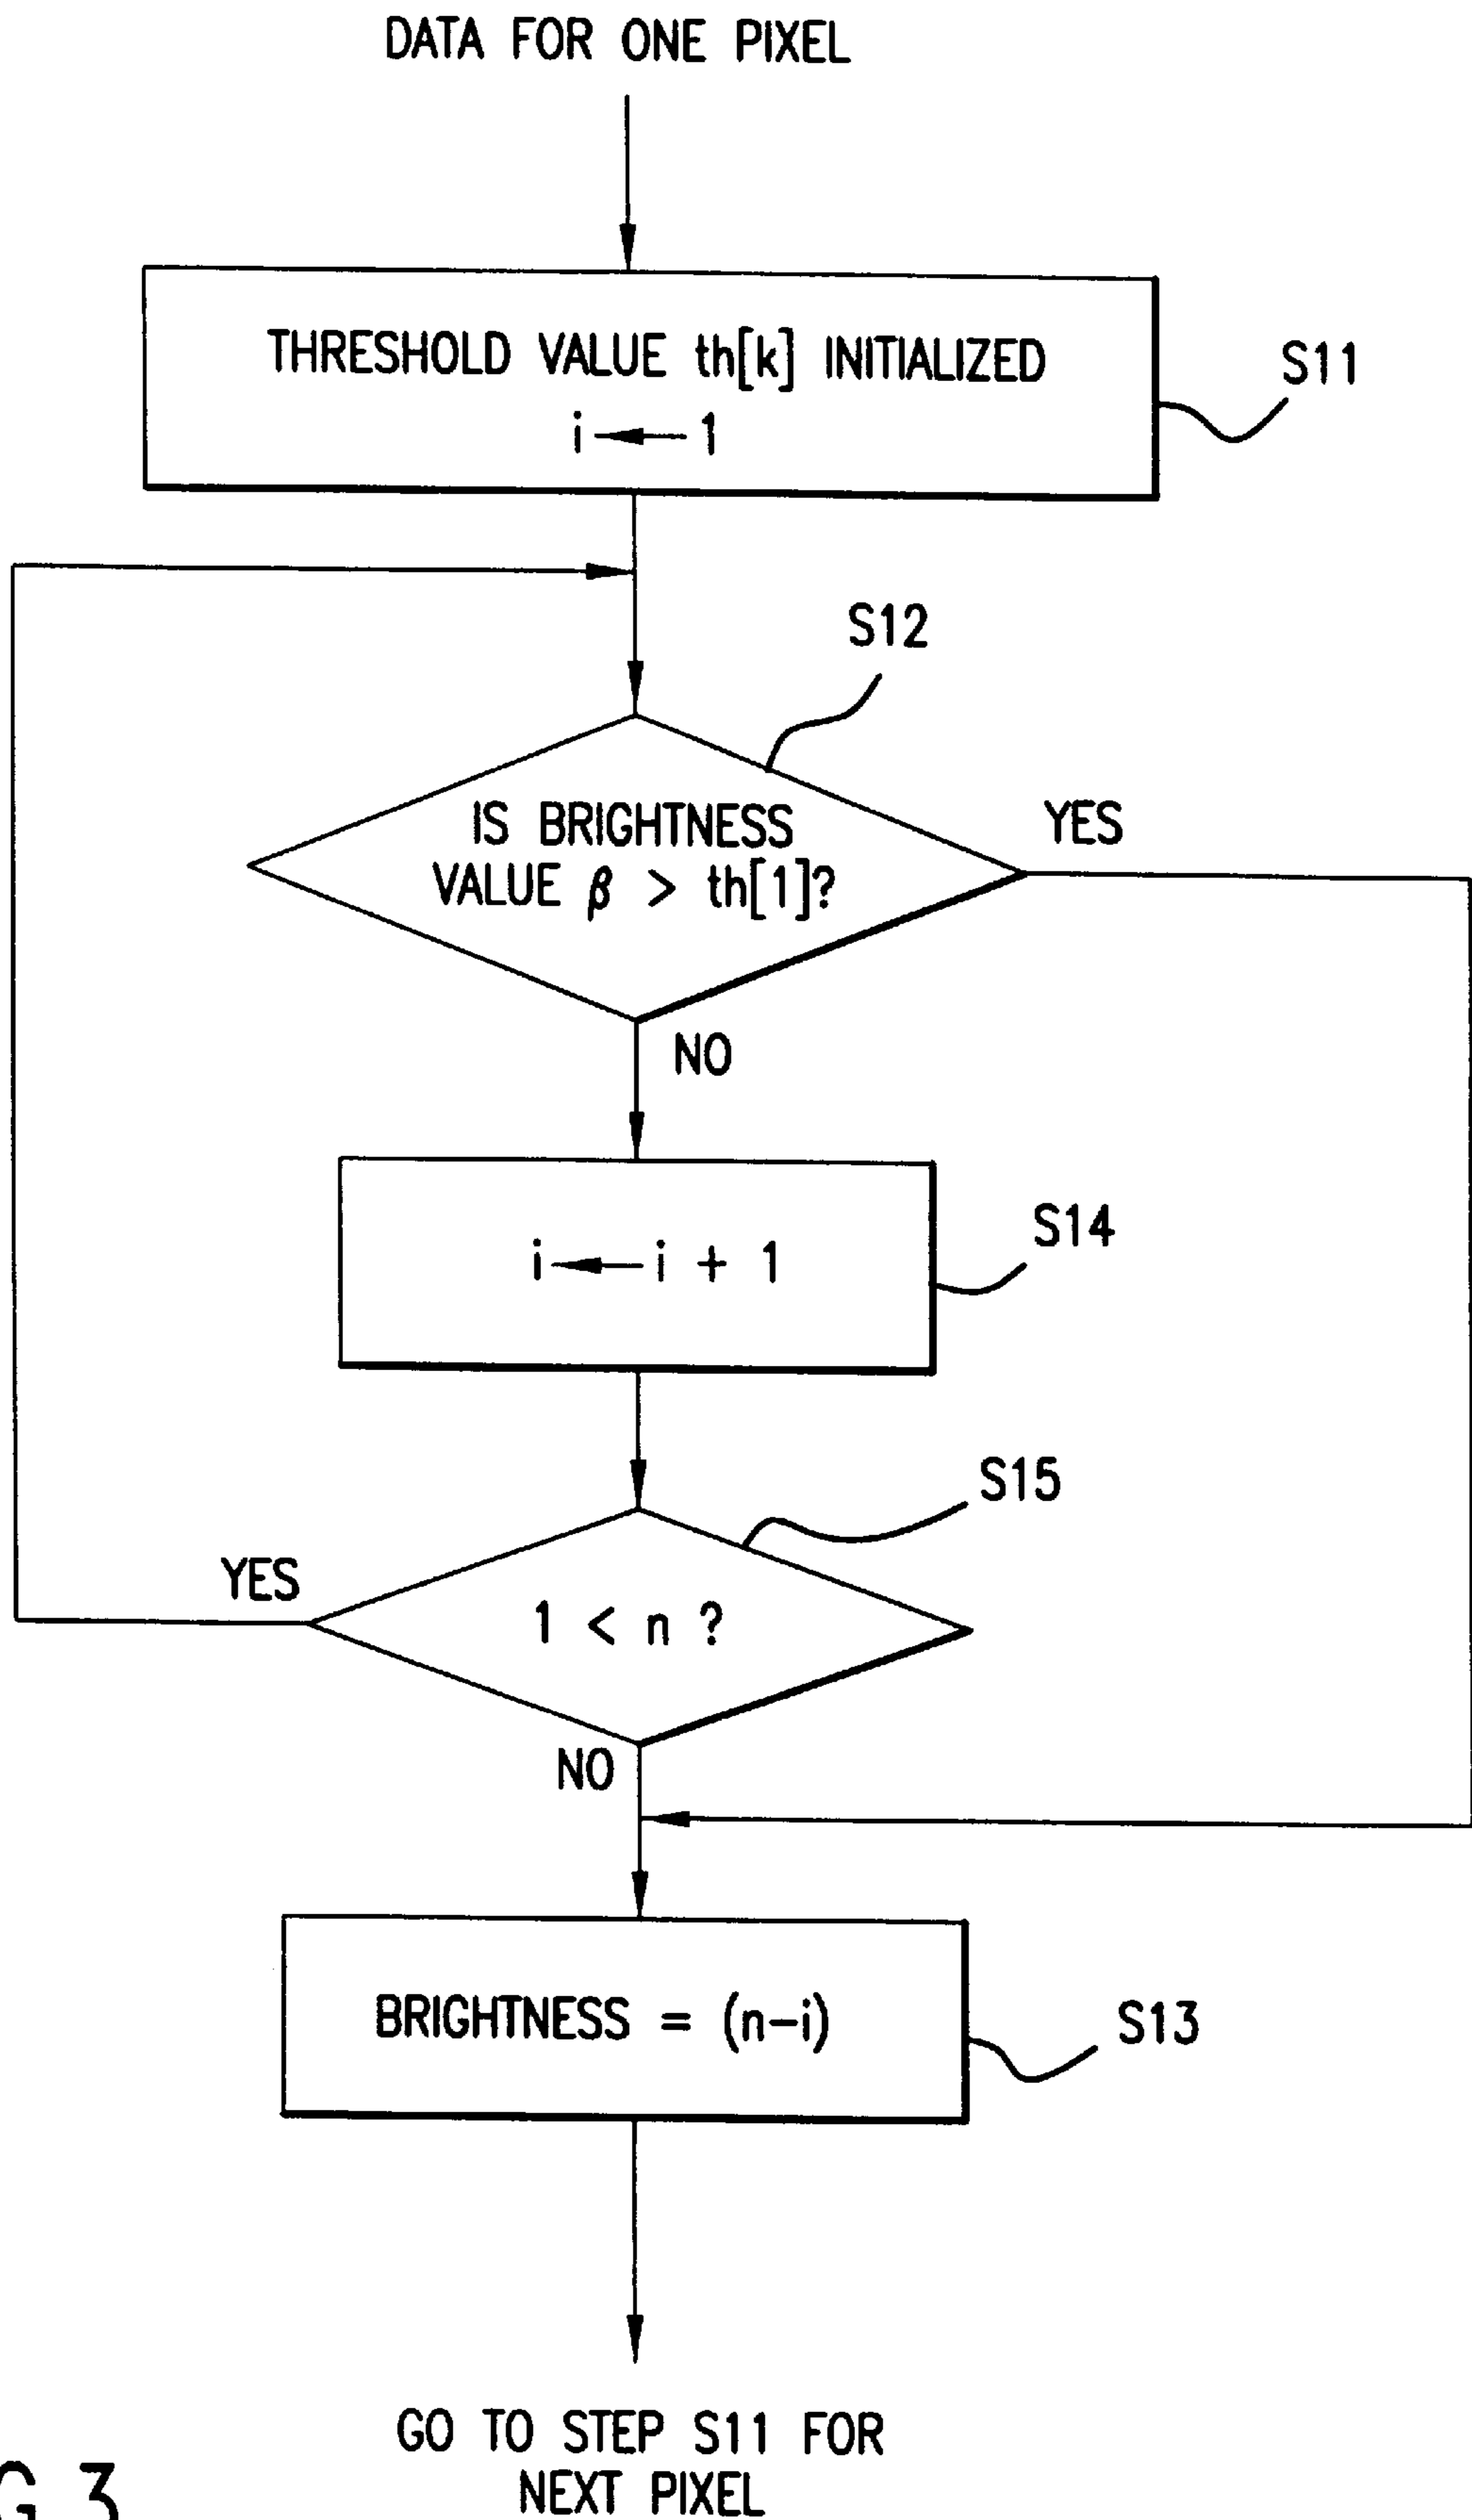 DATA FOR ONE PIXEL
THRESHOLD VALUE th[k] INITIALIZED
i ← 1
S11
S12
IS BRIGHTNESS
VALUE β > th[1]?
YES
NO
i ← i + 1
S14
S15
YES
1 < n ?
NO
BRIGHTNESS = (n-i)
S13
GO TO STEP S11 FOR
NEXT PIXEL
G 3